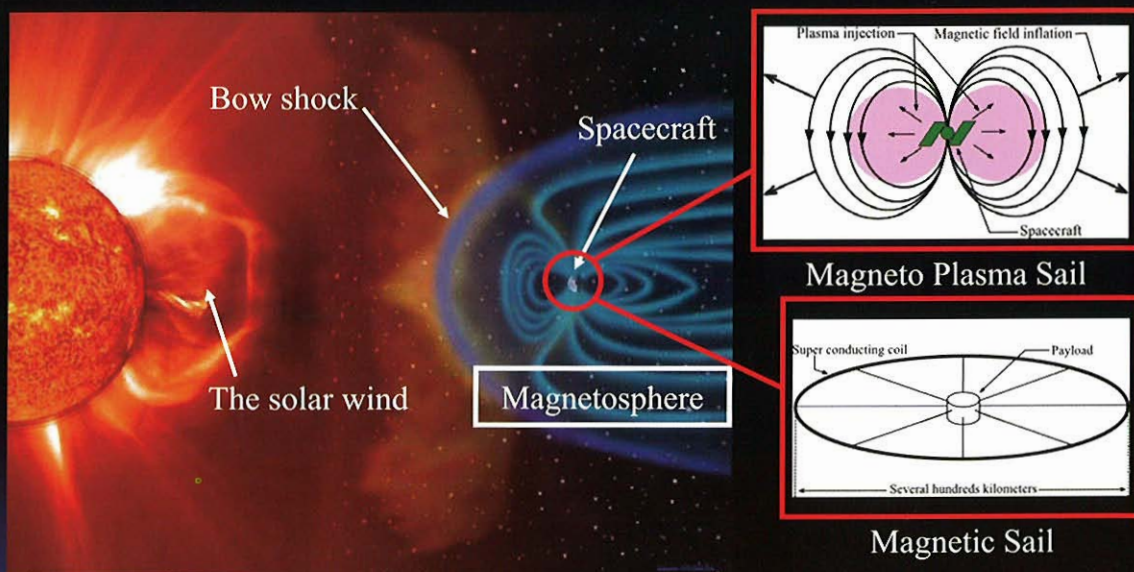 Bow shock
Spacecraft
The solar wind
Magnetosphere
Plasma injection
Magnetic field inflation
Spacecraft
Magneto Plasma Sail
Super conducting coil
Payload
Several hundreds kilometers
Magnetic Sail